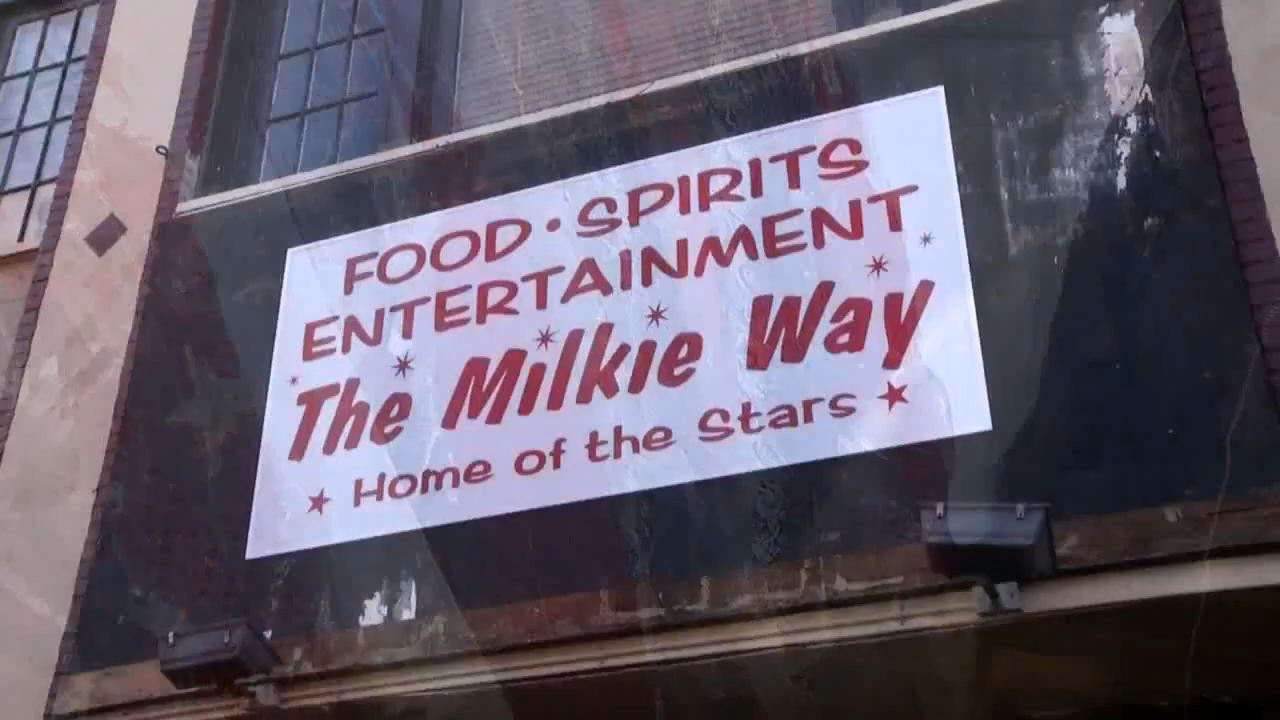 FOOD • SPIRITS
ENTERTAINMENT
The Milkie Way
Home of the Stars